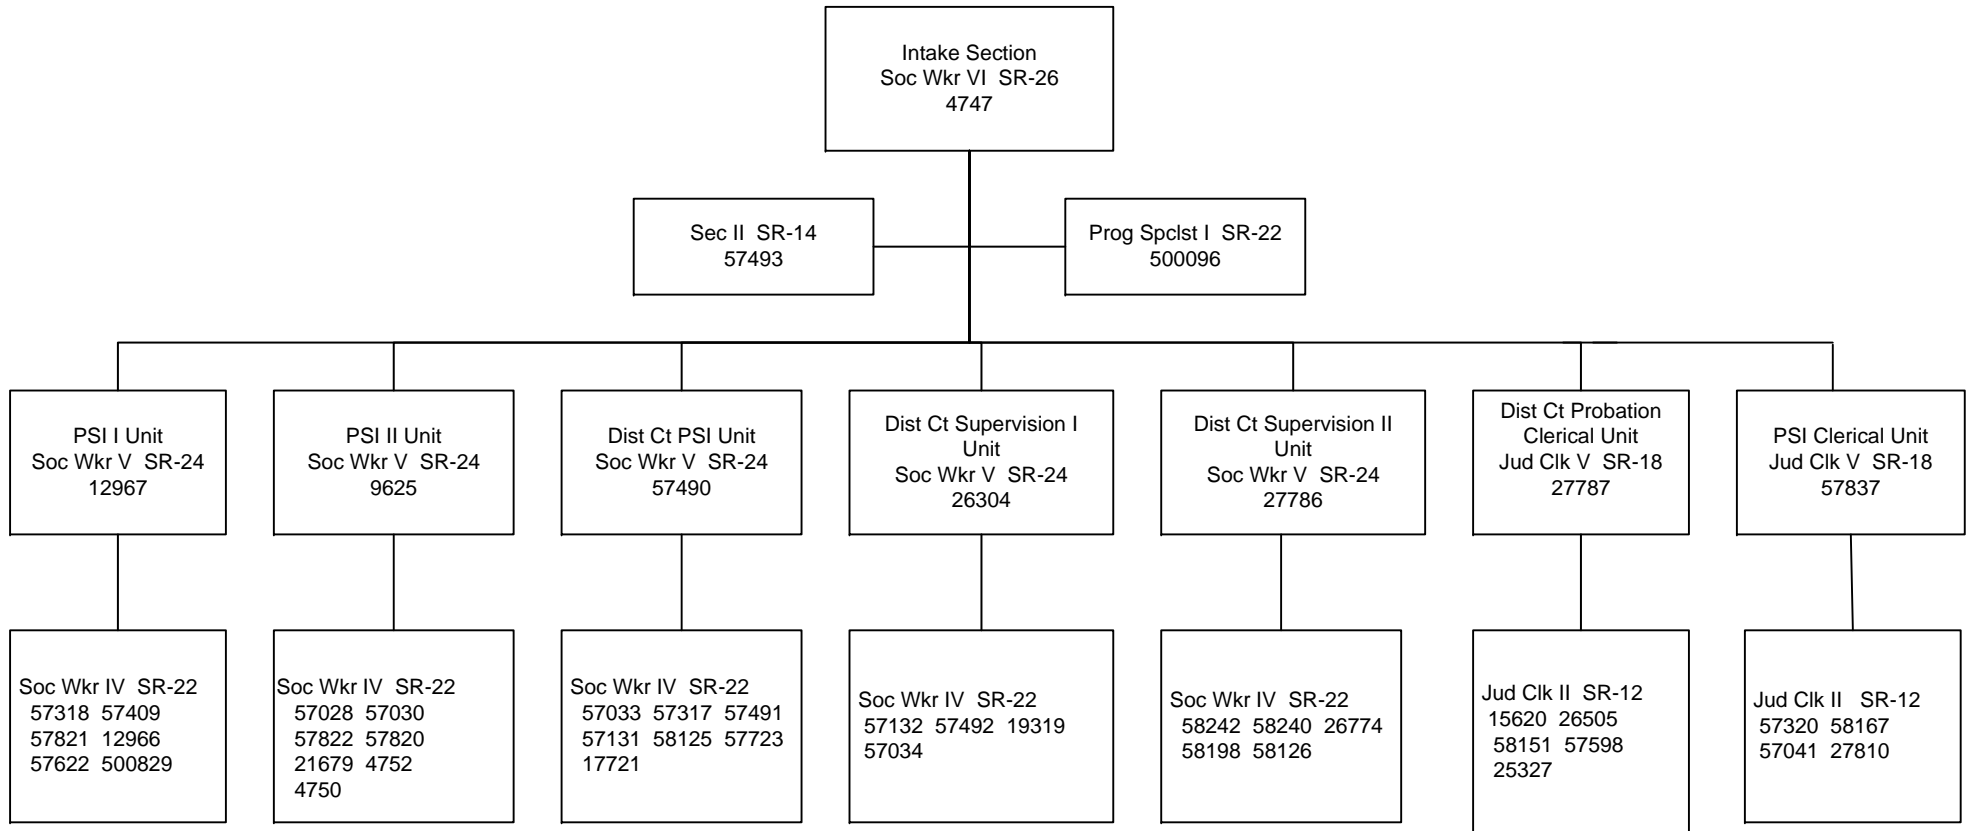 Intake Section
Soc Wkr VI  SR-26
4747
Sec II  SR-14
57493
Prog Spclst I  SR-22
500096
PSI I Unit
Soc Wkr V  SR-24
12967
PSI II Unit
Soc Wkr V  SR-24
9625
Dist Ct PSI Unit
Soc Wkr V  SR-24
57490
Dist Ct Supervision I
Unit
Soc Wkr V  SR-24
26304
Dist Ct Supervision II
Unit
Soc Wkr V  SR-24
27786
Dist Ct Probation
Clerical Unit
Jud Clk V  SR-18
27787
PSI Clerical Unit
Jud Clk V  SR-18
57837
Soc Wkr IV  SR-22
57318  57409
57821  12966
57622  500829
Soc Wkr IV  SR-22
57028  57030
57822  57820
21679  4752
4750
Soc Wkr IV  SR-22
57033  57317  57491
57131  58125  57723
17721
Soc Wkr IV  SR-22
57132  57492  19319
57034
Soc Wkr IV  SR-22
58242  58240  26774
58198  58126
Jud Clk II  SR-12
15620  26505
58151  57598
25327
Jud Clk II  SR-12
57320  58167
57041  27810